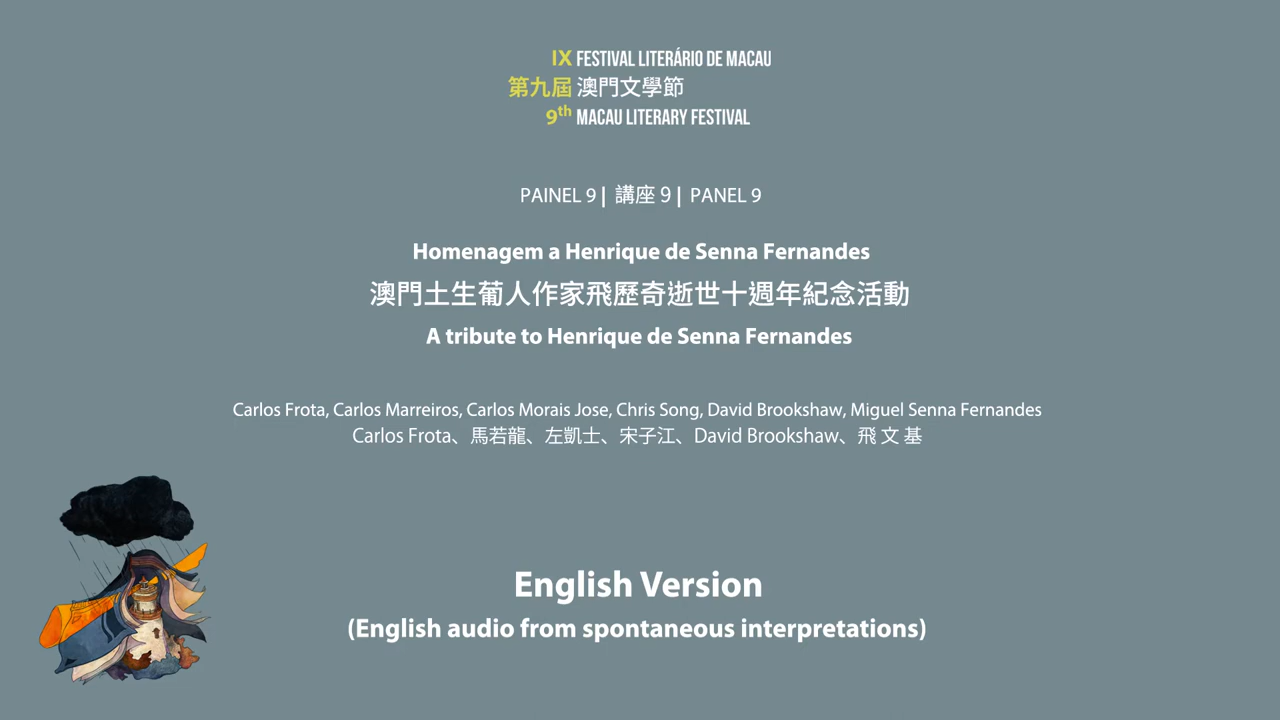 IX FESTIVAL LITERÁRIO DE MACAU
第九屆 澳門文學節
9th MACAU LITERARY FESTIVAL
PAINEL 9 | 講座 9 | PANEL 9
Homenagem a Henrique de Senna Fernandes
澳門土生葡人作家飛歷奇逝世十週年紀念活動
A tribute to Henrique de Senna Fernandes
Carlos Frota, Carlos Marreiros, Carlos Morais Jose, Chris Song, David Brookshaw, Miguel Senna Fernandes
Carlos Frota、馬若龍、左凱士、宋子江、David Brookshaw、飛 文 基
English Version
(English audio from spontaneous interpretations)